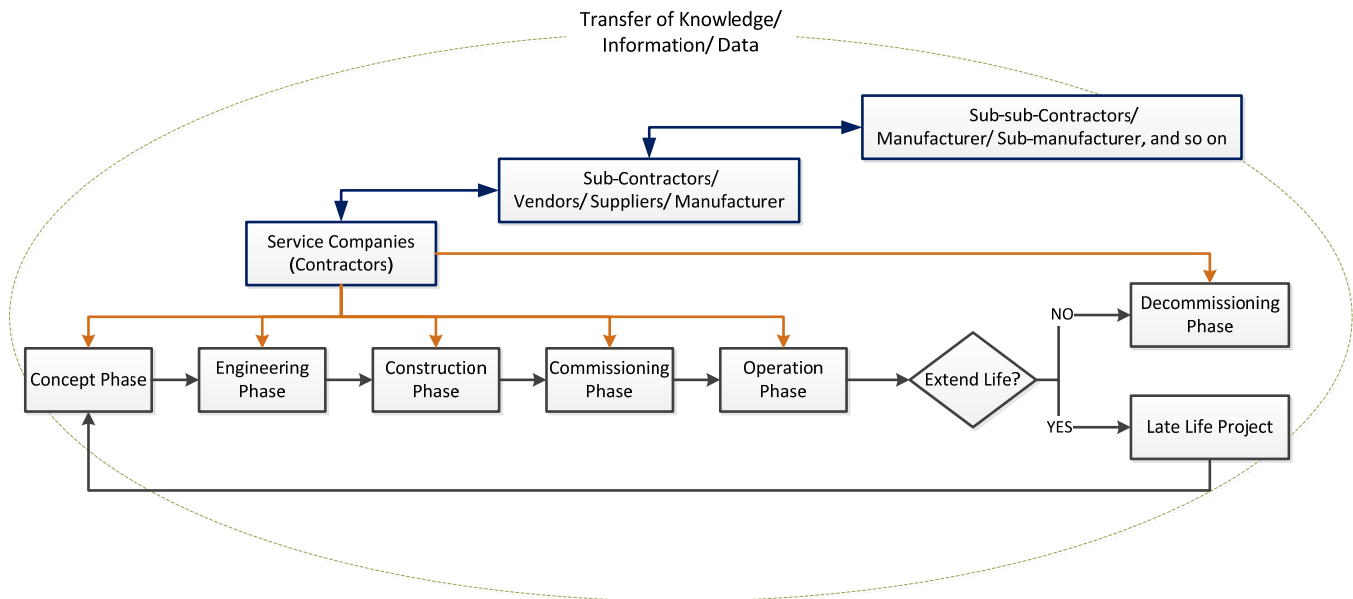 Transfer of Knowledge/
Information/ Data
Sub-sub-Contractors/
Manufacturer/ Sub-manufacturer, and so on
Sub-Contractors/
Vendors/ Suppliers/ Manufacturer
Service Companies
(Contractors)
Decommissioning
Phase
NO
Concept Phase
Engineering
Phase
Construction
Phase
Commissioning
Phase
Operation
Phase
Extend Life?
YES
Late Life Project